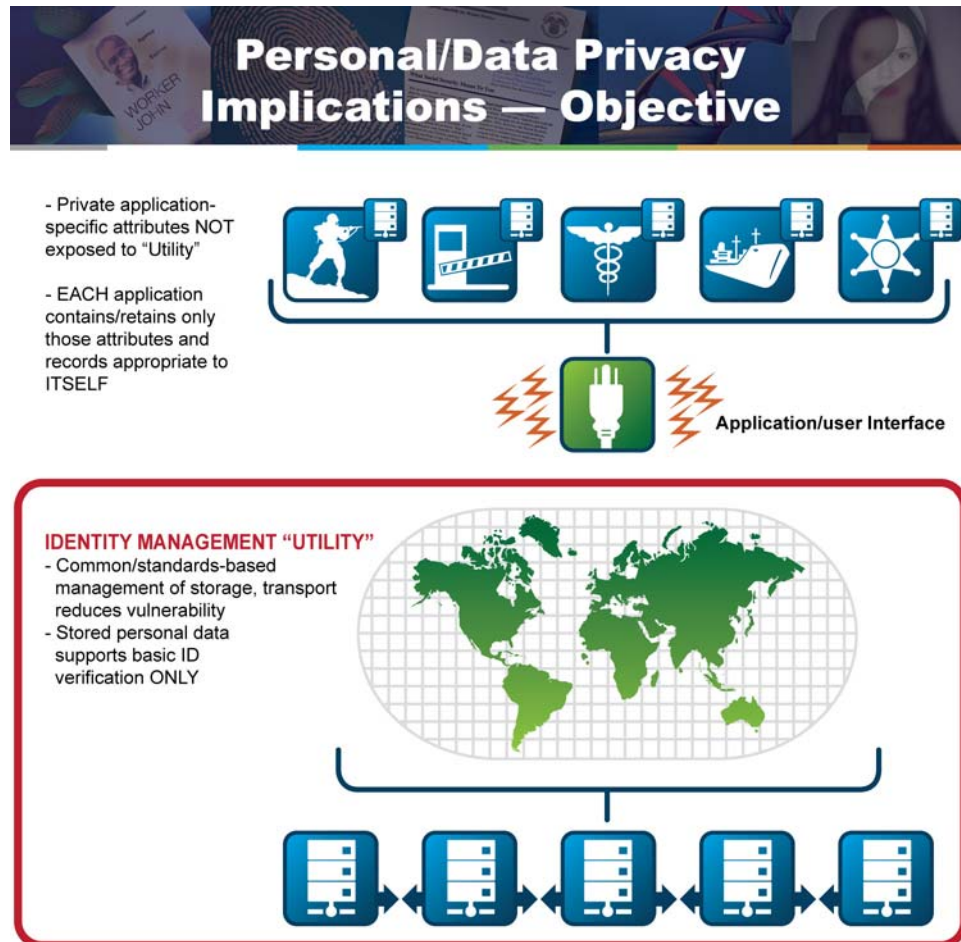 WORKER
JOHN
Personal/Data Privacy
Implications — Objective
- Private application-
specific attributes NOT
exposed to “Utility”
- EACH application
contains/retains only
those attributes and
records appropriate to
ITSELF
Application/user Interface
IDENTITY MANAGEMENT “UTILITY”
- Common/standards-based
management of storage, transport
reduces vulnerability
- Stored personal data
supports basic ID
verification ONLY